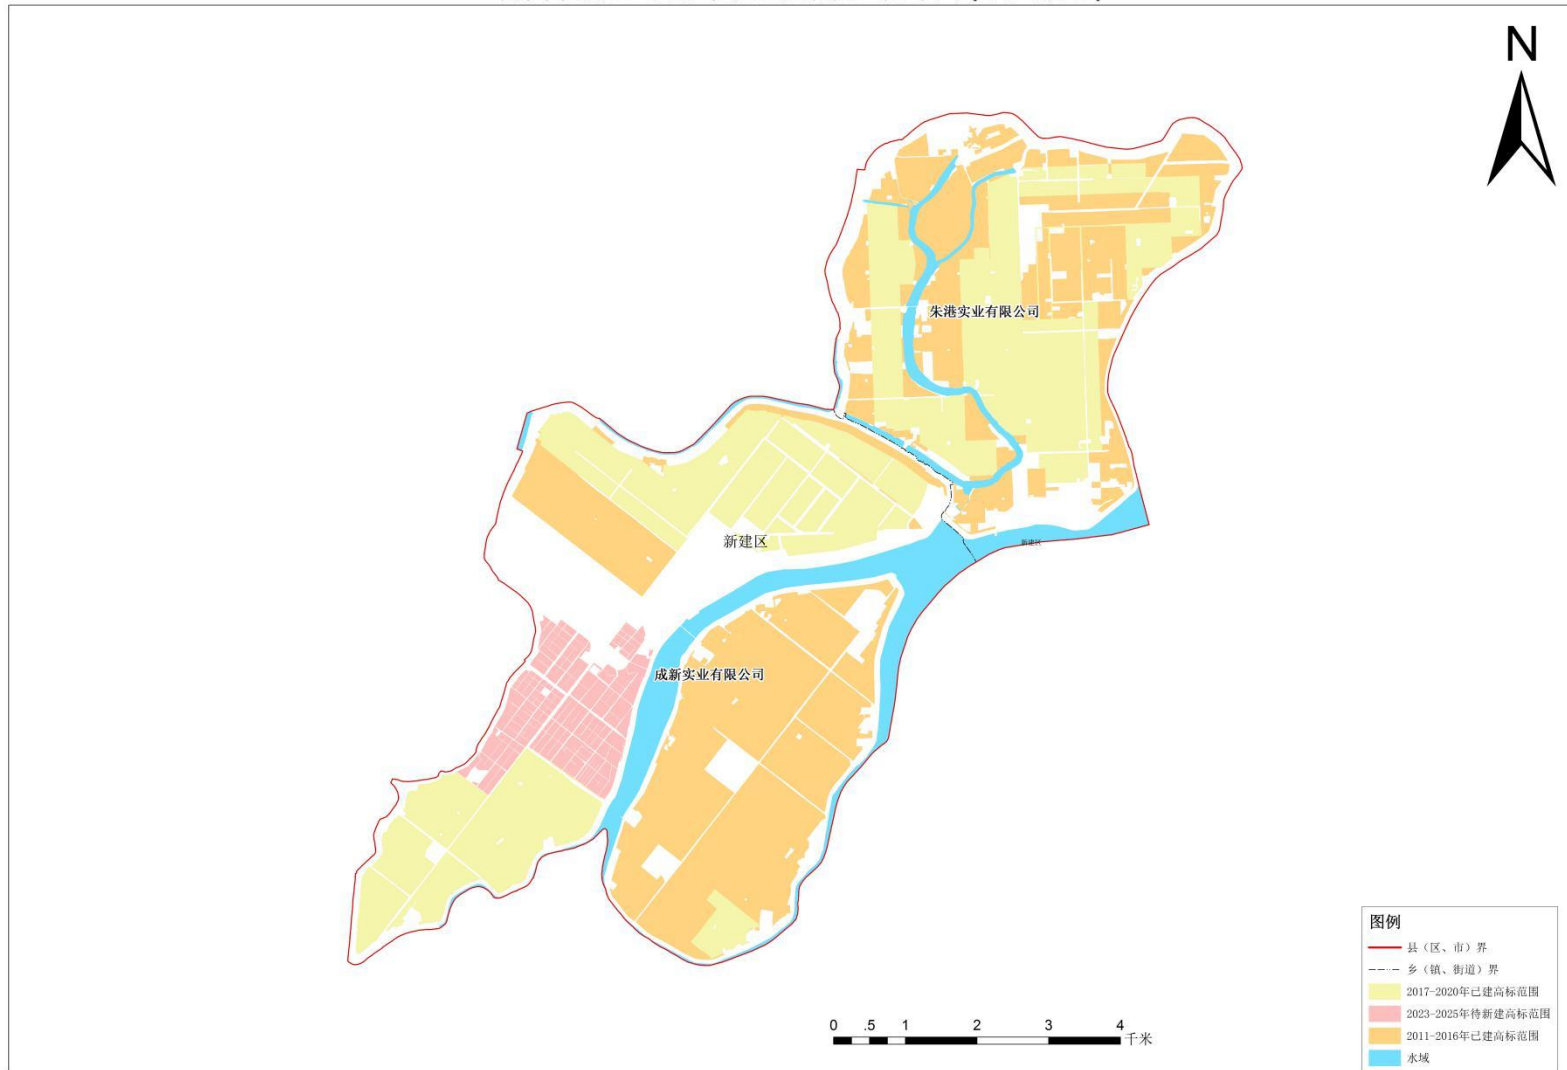 N
朱港实业有限公司
新建区
新建区
成新实业有限公司
图例
县（区、市）界
乡（镇、街道）界
2017-2020年已建高标范围
2023-2025年待新建高标范围
2011-2016年已建高标范围
水域
0 .5 1 2 3 4
千米